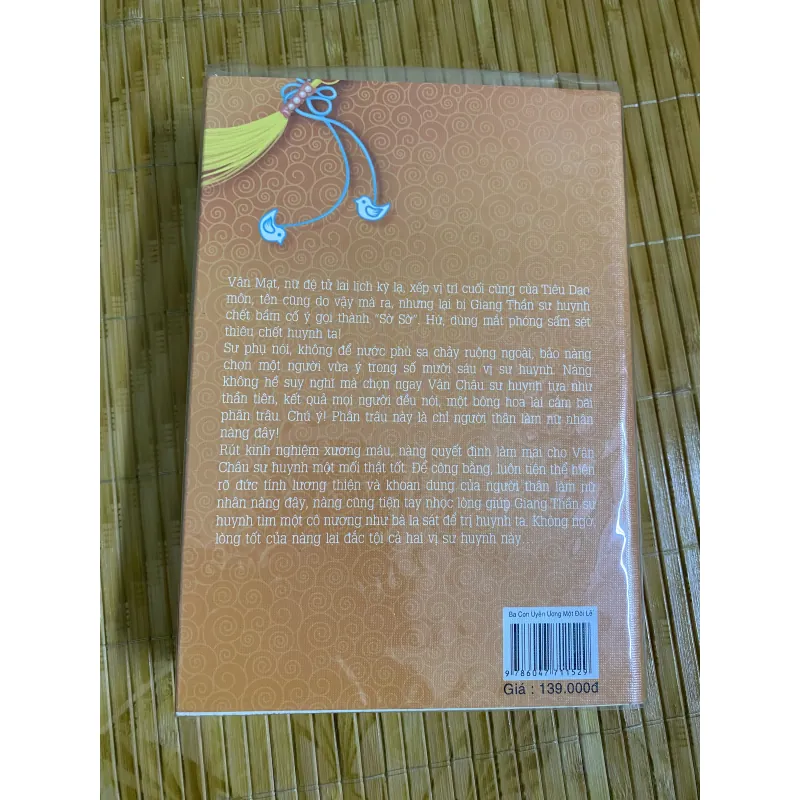 Vân Mạt, nữ đệ tử lai lịch kỳ lạ, xếp vị trí cuối cùng của Tiêu Dao
môn, tên cũng do vậy mà ra, nhưng lại bị Giang Thần sư huynh
chết bầm cố ý gọi thành "Sờ Sờ". Hừ, dùng mắt phóng sấm sét
thiêu chết huynh ta!
Sư phụ nói, không để nước phù sa chảy ruộng ngoài, bảo nàng
chọn một người vừa ý trong số mười sáu vị sư huynh. Nàng
không hề suy nghĩ mà chọn ngay Vân Châu sư huynh tựa như
thần tiên, kết quả mọi người đều nói, một bông hoa lài cắm bãi
phân trâu. Chú ý! Phân trâu này là chỉ người thân làm nữ nhân
nàng đây!
Rút kinh nghiệm xương máu, nàng quyết định làm mai cho Vân
Châu sư huynh một mối thật tốt. Để công bằng, luôn tiện thể hiện
rõ đức tính lương thiện và khoan dung của người thân làm nữ
nhân nàng đây, nàng cũng tiện tay nhọc lòng giúp Giang Thần sư
huynh tìm một cô nương như bà la sát để trị huynh ta. Không ngờ,
lòng tốt của nàng lại đắc tội cả hai vị sư huynh này.
Ba Con Uyên Ương Một Đôi Lẻ
9 786047 711529
Giá : 139.000đ